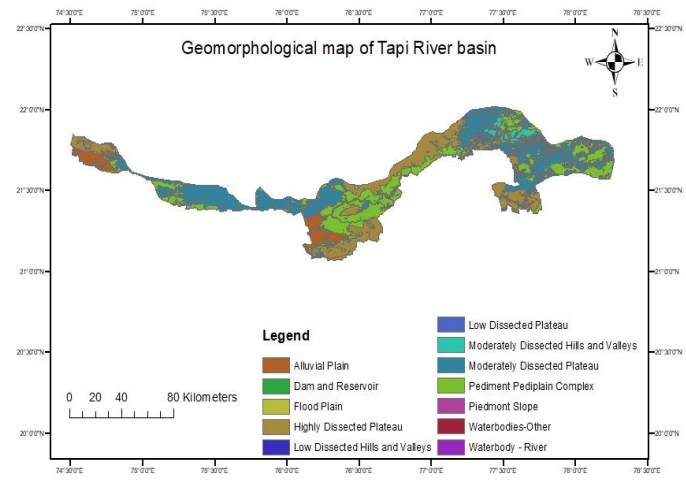 74°30'0"E 75°0'0"E 75°30'0"E 76°0'0"E 76°30'0"E 77°0'0"E 77°30'0"E 78°0'0"E 78°30'0"E
22°30'0"N 22°30'0"N
Geomorphological map of Tapi River basin
N
W E
S
22°0'0"N 22°0'0"N
21°30'0"N 21°30'0"N
21°0'0"N 21°0'0"N
20°30'0"N 20°30'0"N
20°0'0"N 20°0'0"N
Legend
Alluvial Plain
Dam and Reservoir
Flood Plain
Highly Dissected Plateau
Low Dissected Hills and Valleys
Low Dissected Plateau
Moderately Dissected Hills and Valleys
Moderately Dissected Plateau
Pediment Pediplain Complex
Piedmont Slope
Waterbodies-Other
Waterbody - River
0 20 40 80 Kilometers
74°30'0"E 75°0'0"E 75°30'0"E 76°0'0"E 76°30'0"E 77°0'0"E 77°30'0"E 78°0'0"E 78°30'0"E